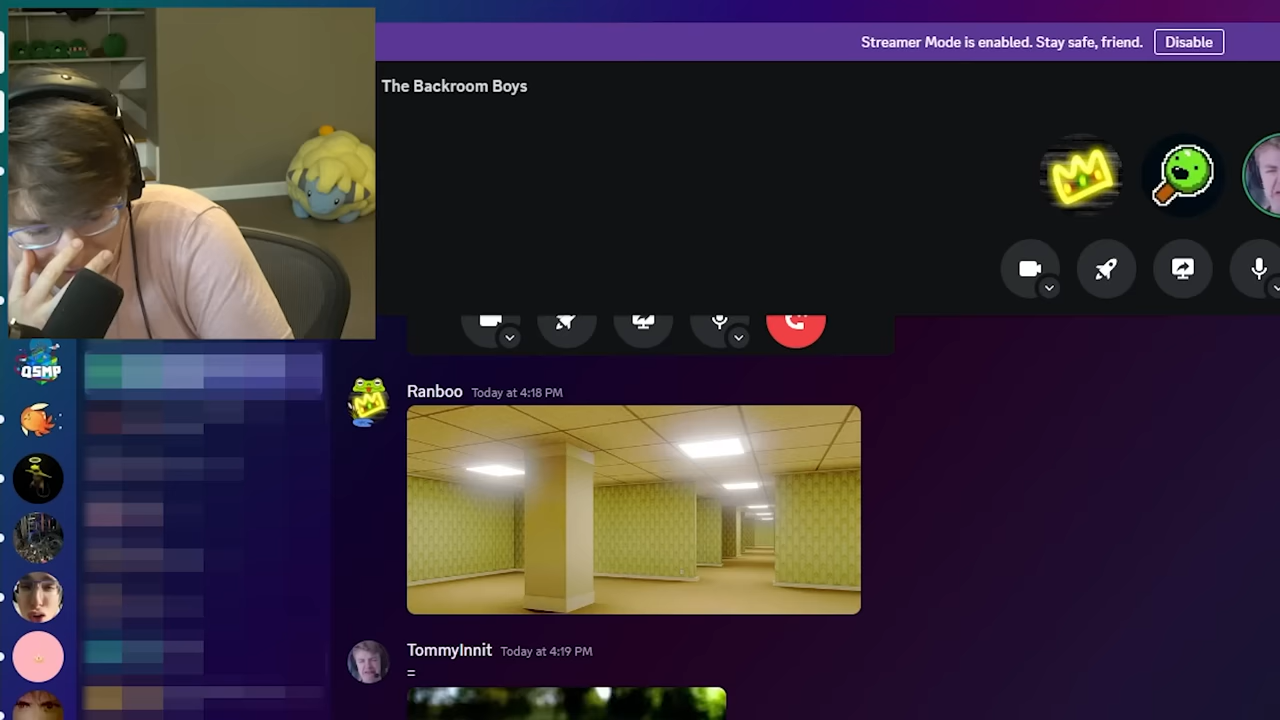 Streamer Mode is enabled. Stay safe, friend.
Disable
The Backroom Boys
QSMP
Ranboo Today at 4:18 PM
TommyInnit Today at 4:19 PM
=